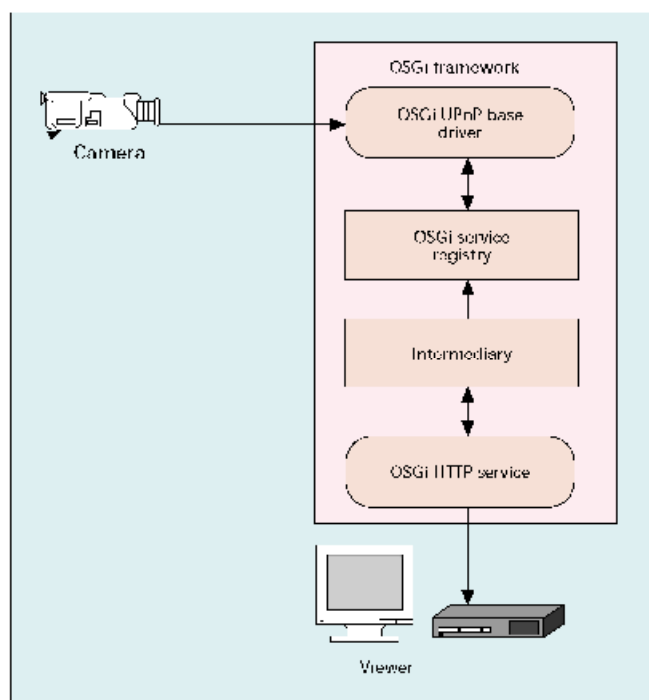 OSGi framework
OSGi UPnP base
driver
Camera
OSGi service
registry
Intermediary
OSGi HTTP service
Viewer